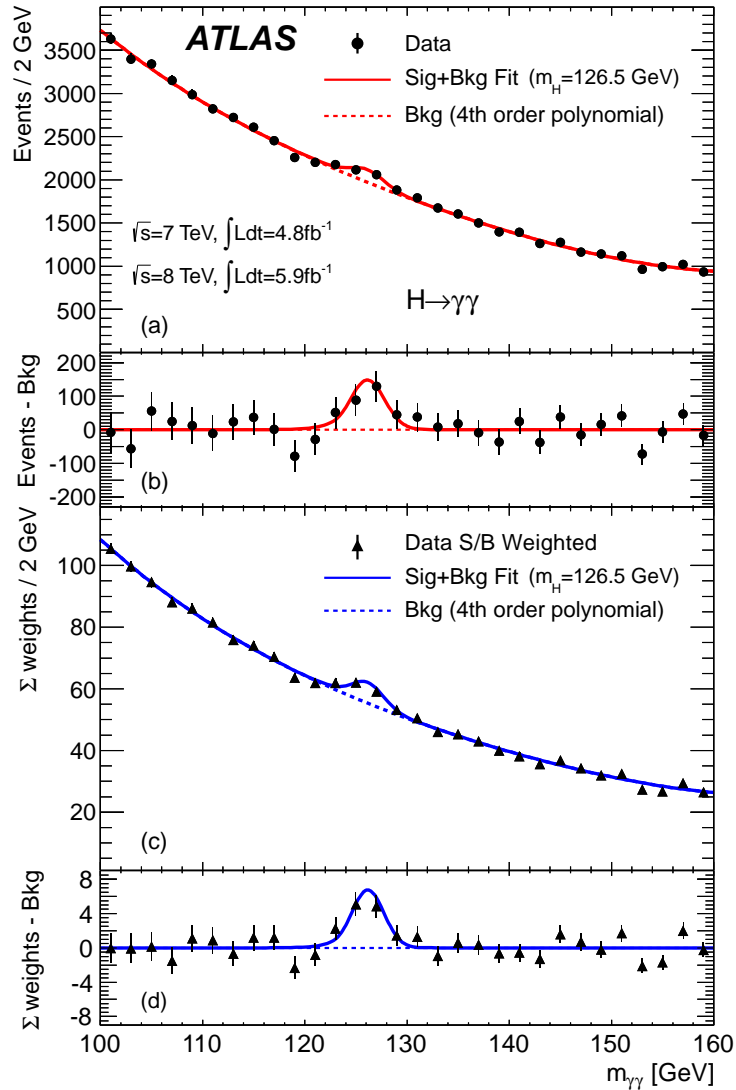 ATLAS
Data
Sig+Bkg Fit (m_H=126.5 GeV)
Bkg (4th order polynomial)
Events / 2 GeV
3500
3000
2500
2000
1500
1000
500
√s=7 TeV, ∫Ldt=4.8fb⁻¹
√s=8 TeV, ∫Ldt=5.9fb⁻¹
H→γγ
(a)
Events - Bkg
200
100
0
-100
-200
(b)
Σ weights / 2 GeV
100
80
60
40
20
Data S/B Weighted
Sig+Bkg Fit (m_H=126.5 GeV)
Bkg (4th order polynomial)
(c)
Σ weights - Bkg
8
4
0
-4
-8
(d)
100 110 120 130 140 150 160
m_γγ [GeV]